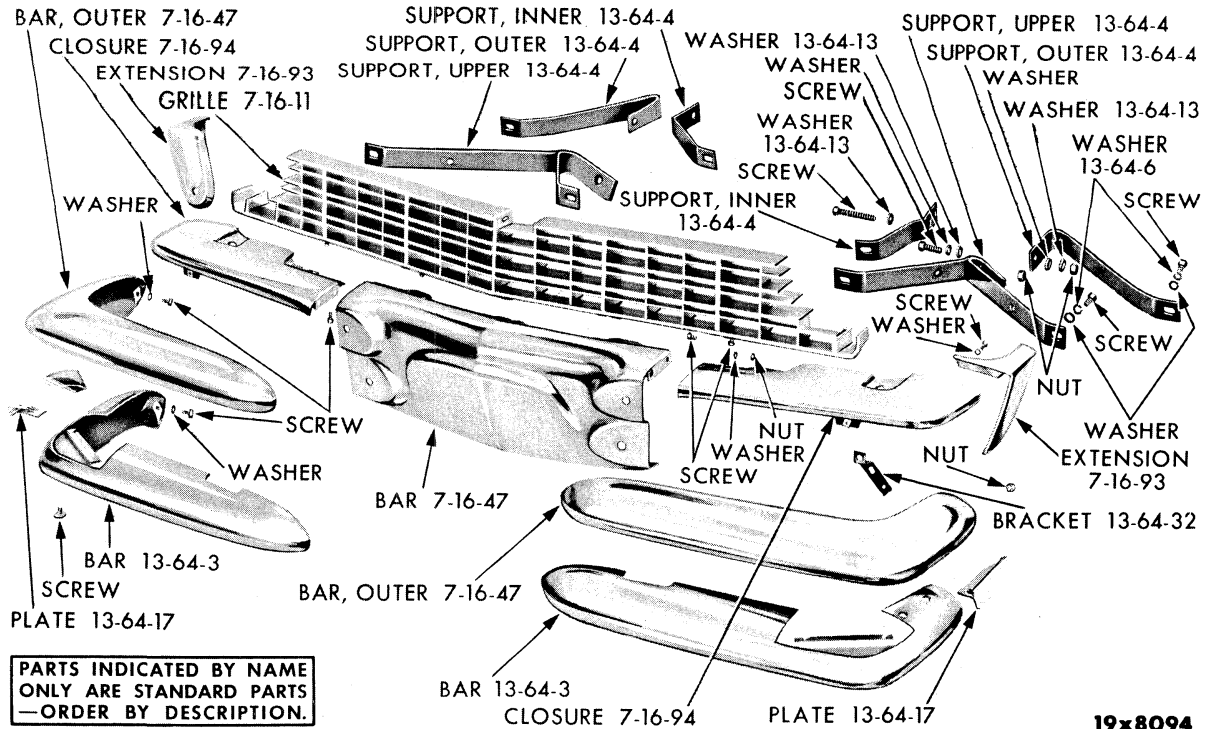 BAR, OUTER 7-16-47
CLOSURE 7-16-94
EXTENSION 7-16-93
GRILLE 7-16-11
SUPPORT, INNER 13-64-4
SUPPORT, OUTER 13-64-4
SUPPORT, UPPER 13-64-4
WASHER 13-64-13
WASHER
SCREW
WASHER
13-64-13
SCREW
SUPPORT, INNER
13-64-4
SUPPORT, UPPER 13-64-4
SUPPORT, OUTER 13-64-4
WASHER
WASHER 13-64-13
WASHER
13-64-6
SCREW
WASHER
SCREW
WASHER
SCREW
NUT
WASHER
EXTENSION
7-16-93
NUT
BRACKET 13-64-32
SCREW
WASHER
BAR 7-16-47
NUT
WASHER
SCREW
BAR 13-64-3
SCREW
PLATE 13-64-17
BAR, OUTER 7-16-47
BAR 13-64-3
CLOSURE 7-16-94
PLATE 13-64-17
PARTS INDICATED BY NAME
ONLY ARE STANDARD PARTS
—ORDER BY DESCRIPTION.
19x8094